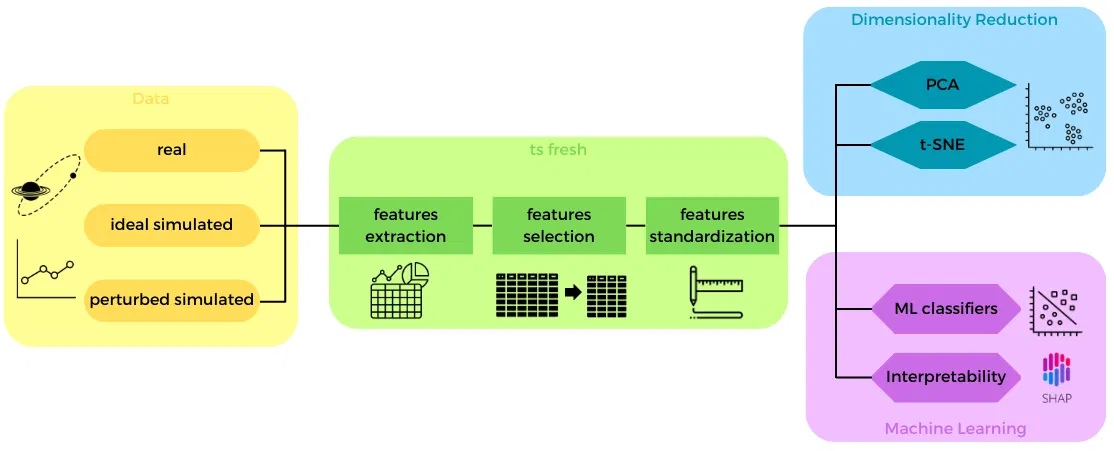 Data
real
ideal simulated
perturbed simulated
ts fresh
features
extraction
features
selection
features
standardization
Dimensionality Reduction
PCA
t-SNE
ML classifiers
Interpretability
SHAP
Machine Learning